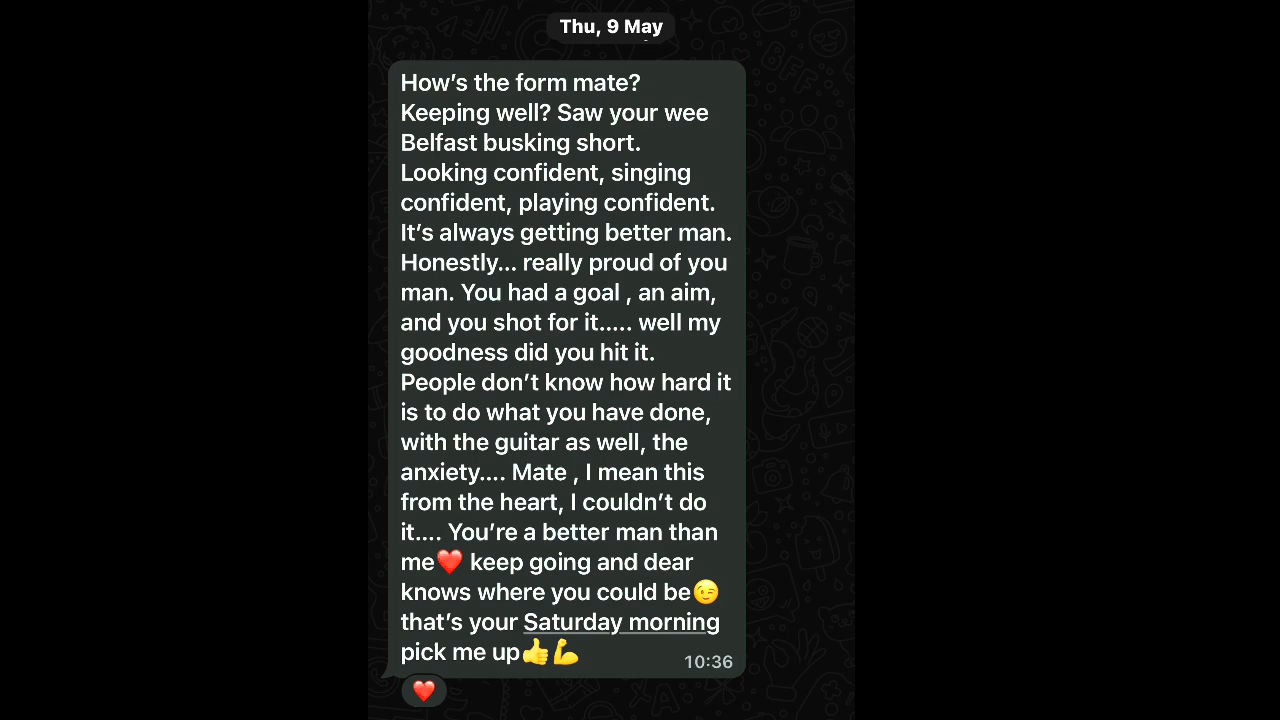 Thu, 9 May
How's the form mate?
Keeping well? Saw your wee
Belfast busking short.
Looking confident, singing
confident, playing confident.
It's always getting better man.
Honestly... really proud of you
man. You had a goal , an aim,
and you shot for it..... well my
goodness did you hit it.
People don't know how hard it
is to do what you have done,
with the guitar as well, the
anxiety.... Mate , I mean this
from the heart, I couldn't do
it.... You're a better man than
me❤️ keep going and dear
knows where you could be😉
that's your Saturday morning
pick me up👍💪
10:36
❤️